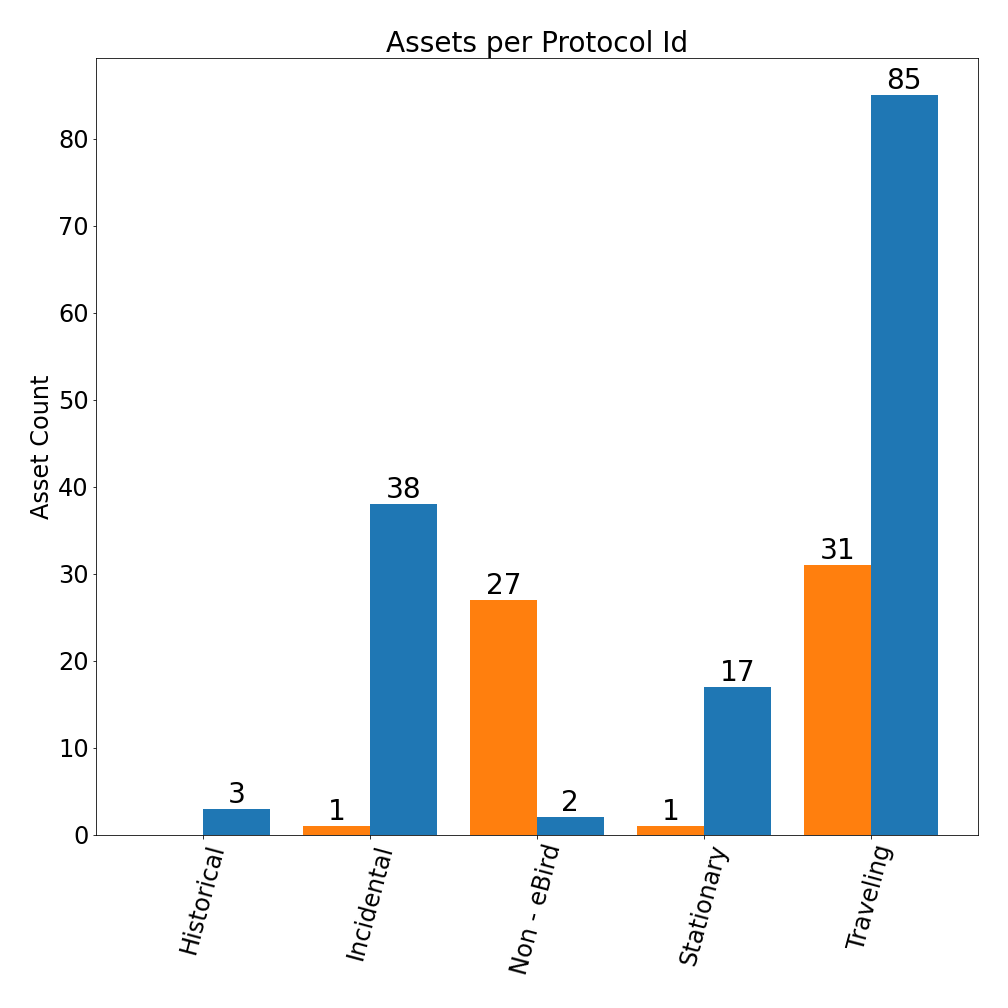 Assets per Protocol Id
Asset Count
80
70
60
50
40
30
20
10
0
3
1
38
27
2
1
17
31
85
Historical
Incidental
Non - eBird
Stationary
Traveling